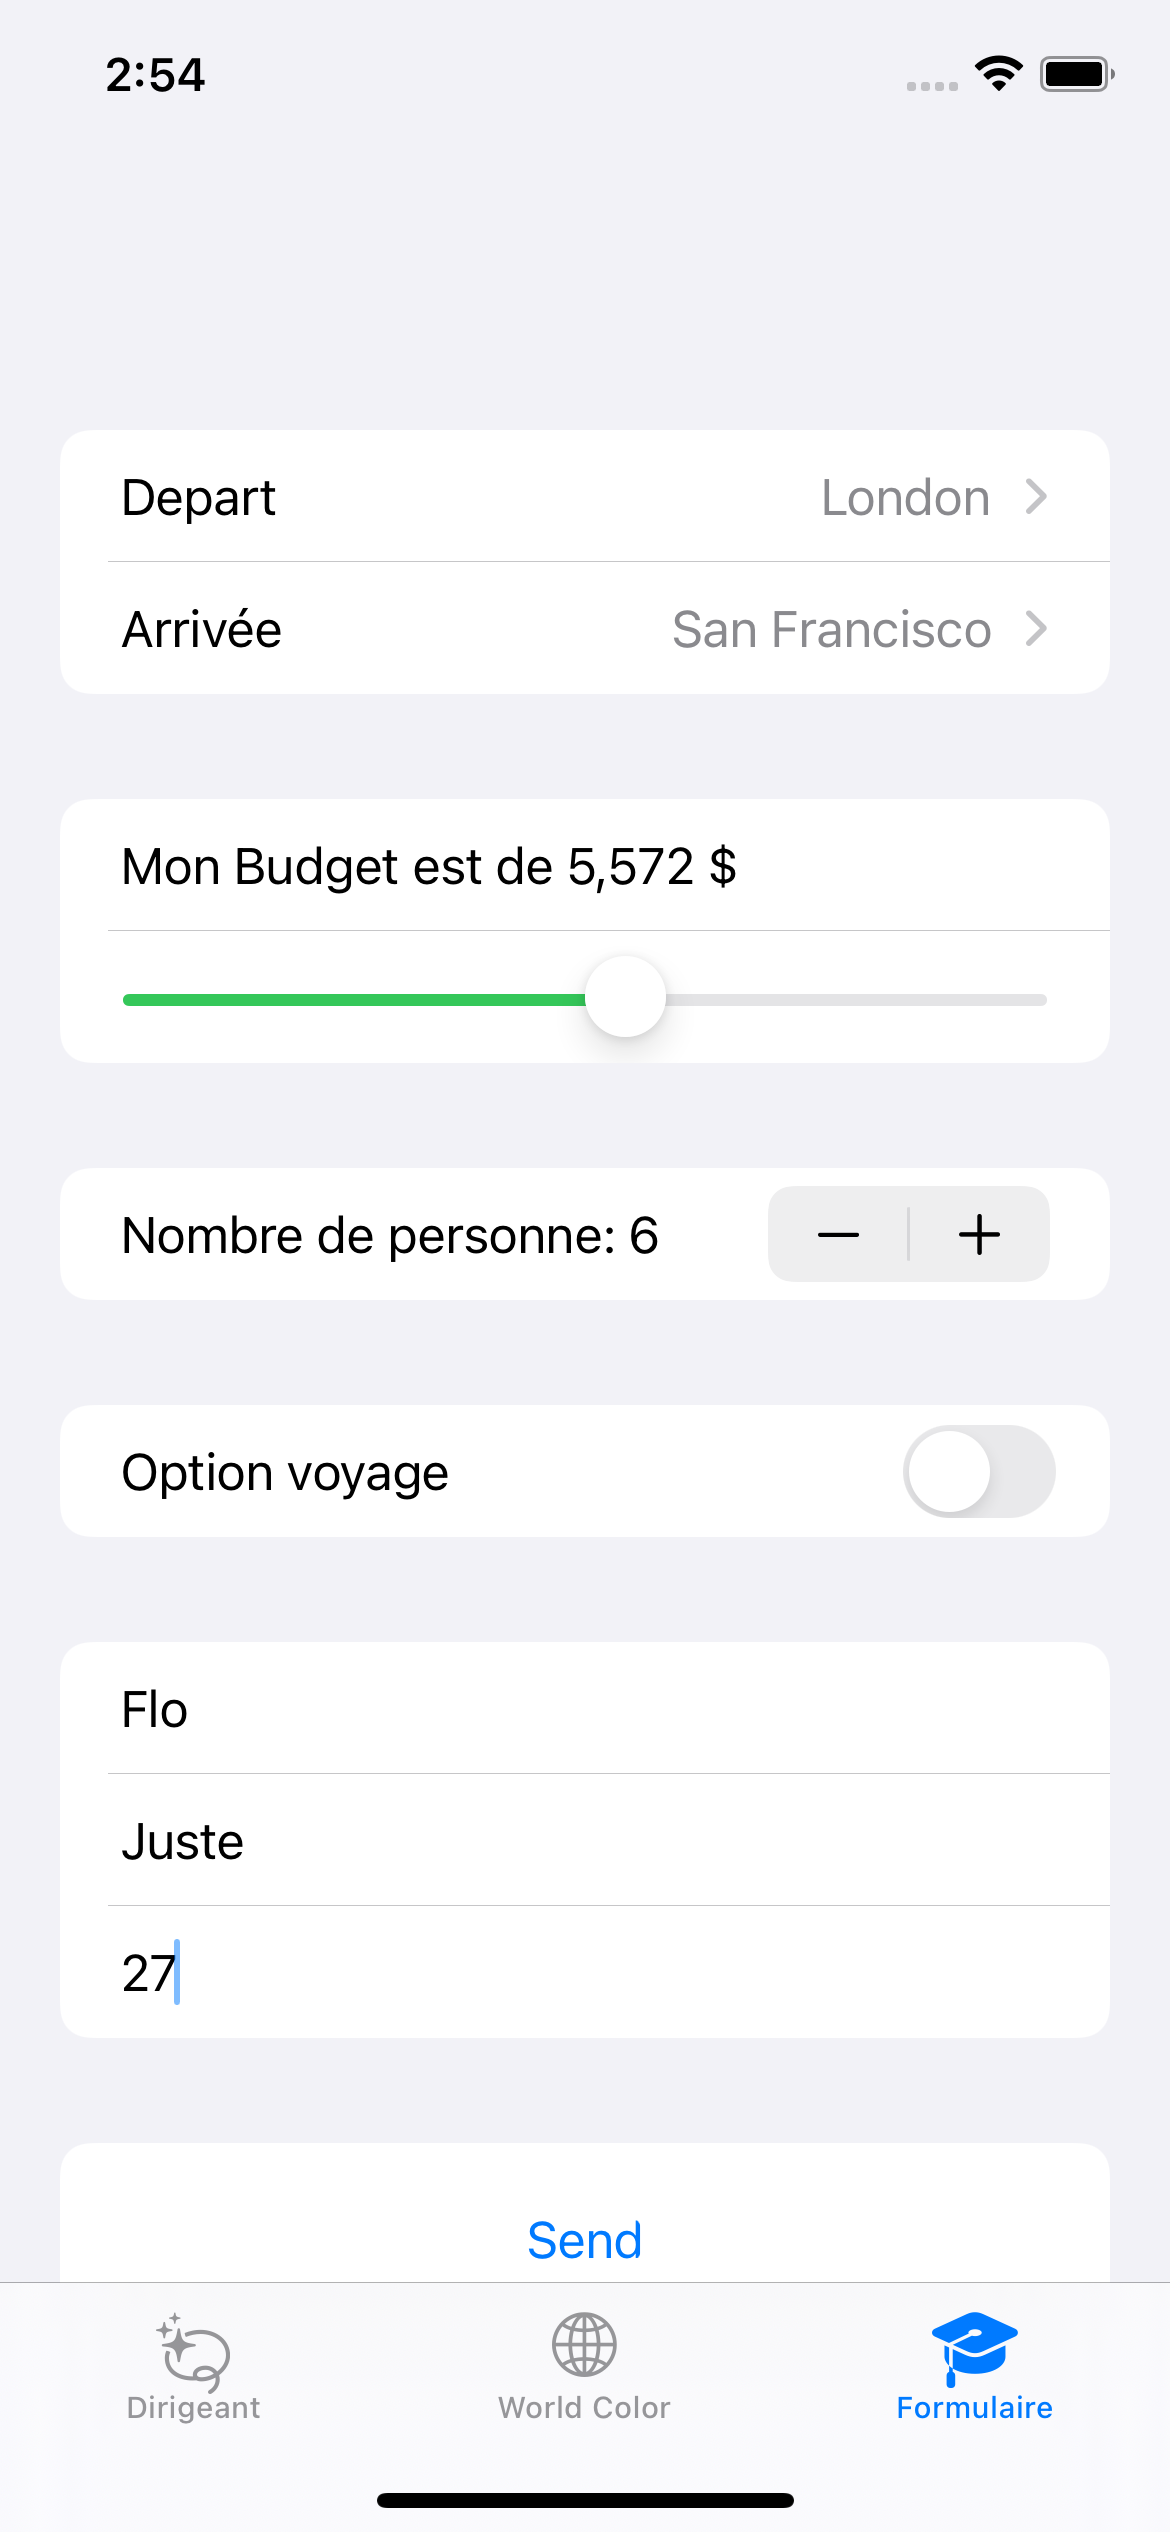 2:54
Depart London
Arrivée San Francisco
Mon Budget est de 5,572 $
Nombre de personne: 6
Option voyage
Flo
Juste
27
Send
Dirigeant World Color Formulaire